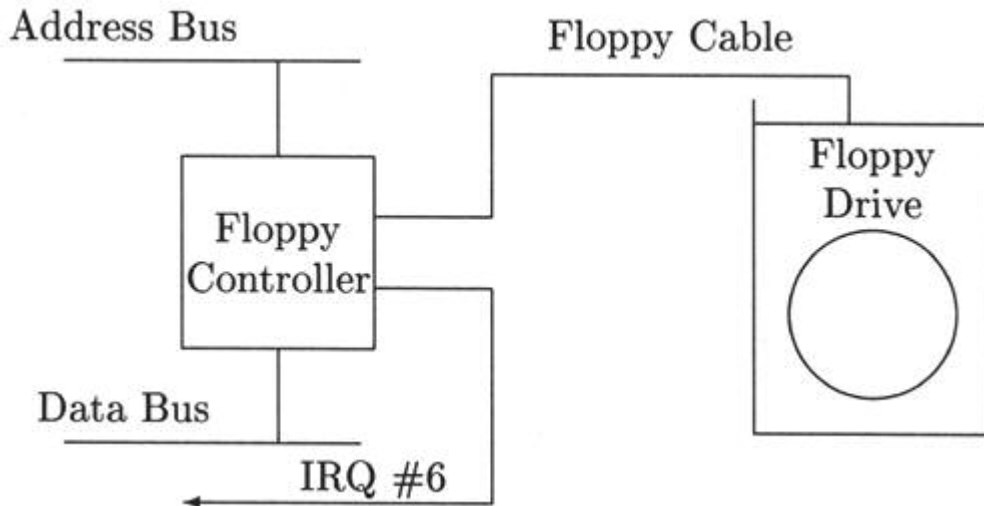 Address Bus
Floppy Cable
Floppy
Drive
Floppy
Controller
Data Bus
IRQ #6